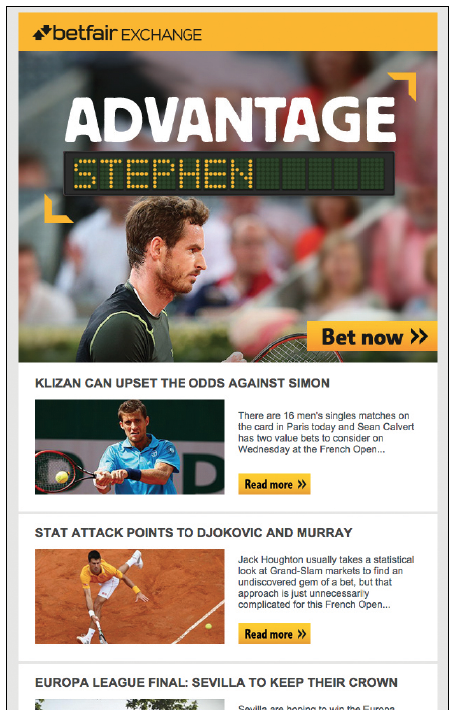 betfair EXCHANGE
ADVANTAGE
STEPHEN
Bet now »
KLIZAN CAN UPSET THE ODDS AGAINST SIMON
There are 16 men's singles matches on
the card in Paris today and Sean Calvert
has two value bets to consider on
Wednesday at the French Open...
Read more »
STAT ATTACK POINTS TO DJOKOVIC AND MURRAY
Jack Houghton usually takes a statistical
look at Grand-Slam markets to find an
undiscovered gem of a bet, but that
approach is just unnecessarily
complicated for this French Open...
Read more »
EUROPA LEAGUE FINAL: SEVILLA TO KEEP THEIR CROWN
Sevilla are hoping to win the Europa